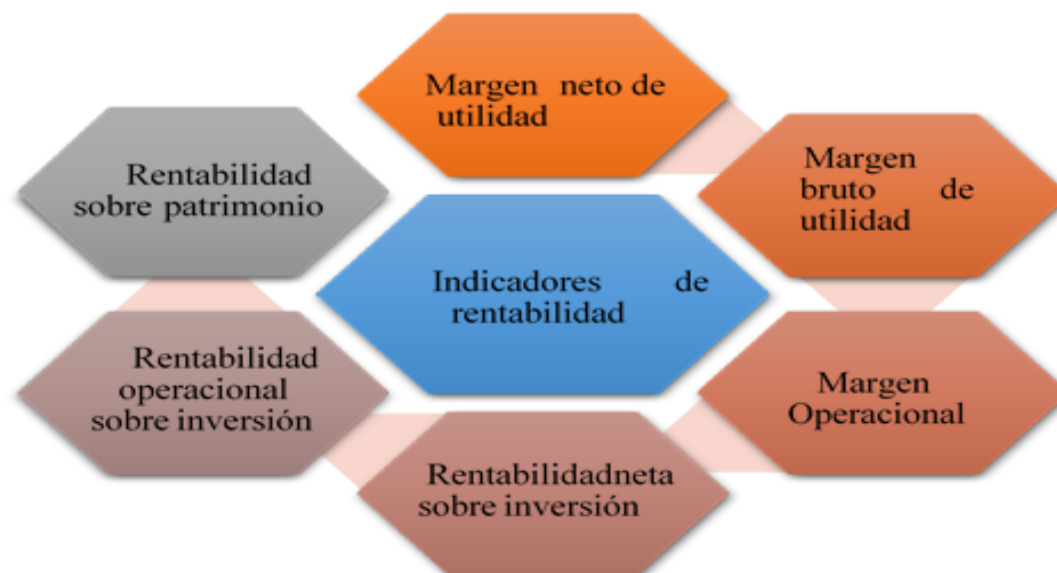 Margen neto de
utilidad
Margen
bruto de
utilidad
Margen
Operacional
Rentabilidadneta
sobre inversión
Rentabilidad
operacional
sobre inversión
Rentabilidad
sobre patrimonio
Indicadores de
rentabilidad